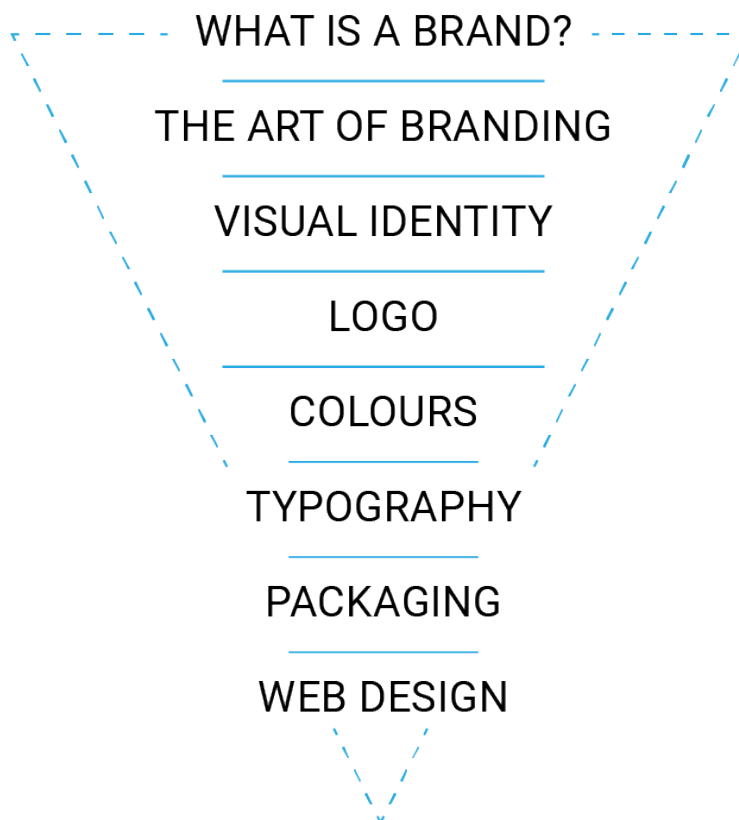 WHAT IS A BRAND?
THE ART OF BRANDING
VISUAL IDENTITY
LOGO
COLOURS
TYPOGRAPHY
PACKAGING
WEB DESIGN